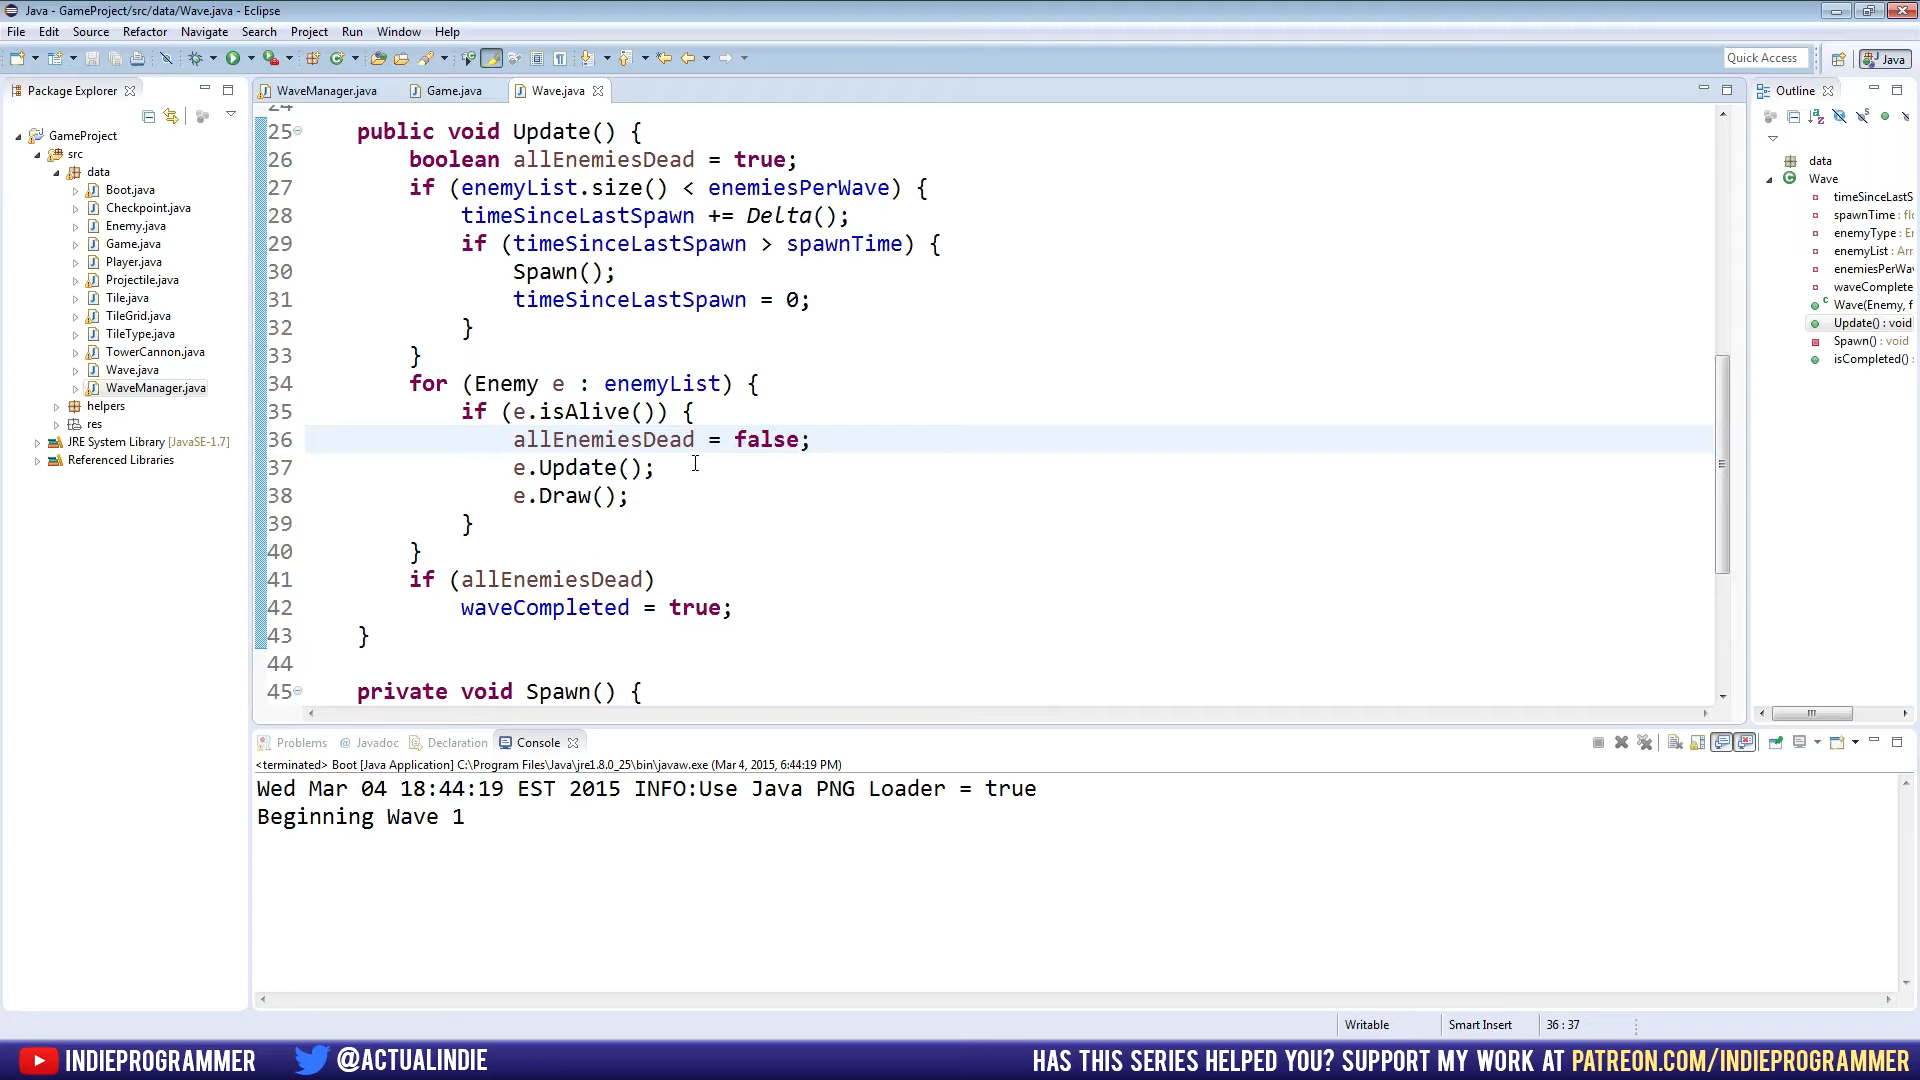 Java - GameProject/src/data/Wave.java - Eclipse
File Edit Source Refactor Navigate Search Project Run Window Help
Quick Access
Java
Package Explorer
GameProject
src
data
Boot.java
Checkpoint.java
Enemy.java
Game.java
Player.java
Projectile.java
Tile.java
TileGrid.java
TileType.java
TowerCannon.java
Wave.java
WaveManager.java
helpers
res
JRE System Library [JavaSE-1.7]
Referenced Libraries
WaveManager.java Game.java Wave.java
24
25 public void Update() {
26 boolean allEnemiesDead = true;
27 if (enemyList.size() < enemiesPerWave) {
28 timeSinceLastSpawn += Delta();
29 if (timeSinceLastSpawn > spawnTime) {
30 Spawn();
31 timeSinceLastSpawn = 0;
32 }
33 }
34 for (Enemy e : enemyList) {
35 if (e.isAlive()) {
36 allEnemiesDead = false;
37 e.Update();
38 e.Draw();
39 }
40 }
41 if (allEnemiesDead)
42 waveCompleted = true;
43 }
44
45 private void Spawn() {
Outline
data
Wave
timeSinceLastS
spawnTime : flo
enemyType : En
enemyList : Arr
enemiesPerWav
waveComplete
Wave(Enemy, f
Update() : void
Spawn() : void
isCompleted()
Problems Javadoc Declaration Console
<terminated> Boot [Java Application] C:\Program Files\Java\jre1.8.0_25\bin\javaw.exe (Mar 4, 2015, 6:44:19 PM)
Wed Mar 04 18:44:19 EST 2015 INFO:Use Java PNG Loader = true
Beginning Wave 1
Writable Smart Insert 36 : 37
INDIEPROGRAMMER @ACTUALINDIE HAS THIS SERIES HELPED YOU? SUPPORT MY WORK AT PATREON.COM/INDIEPROGRAMMER